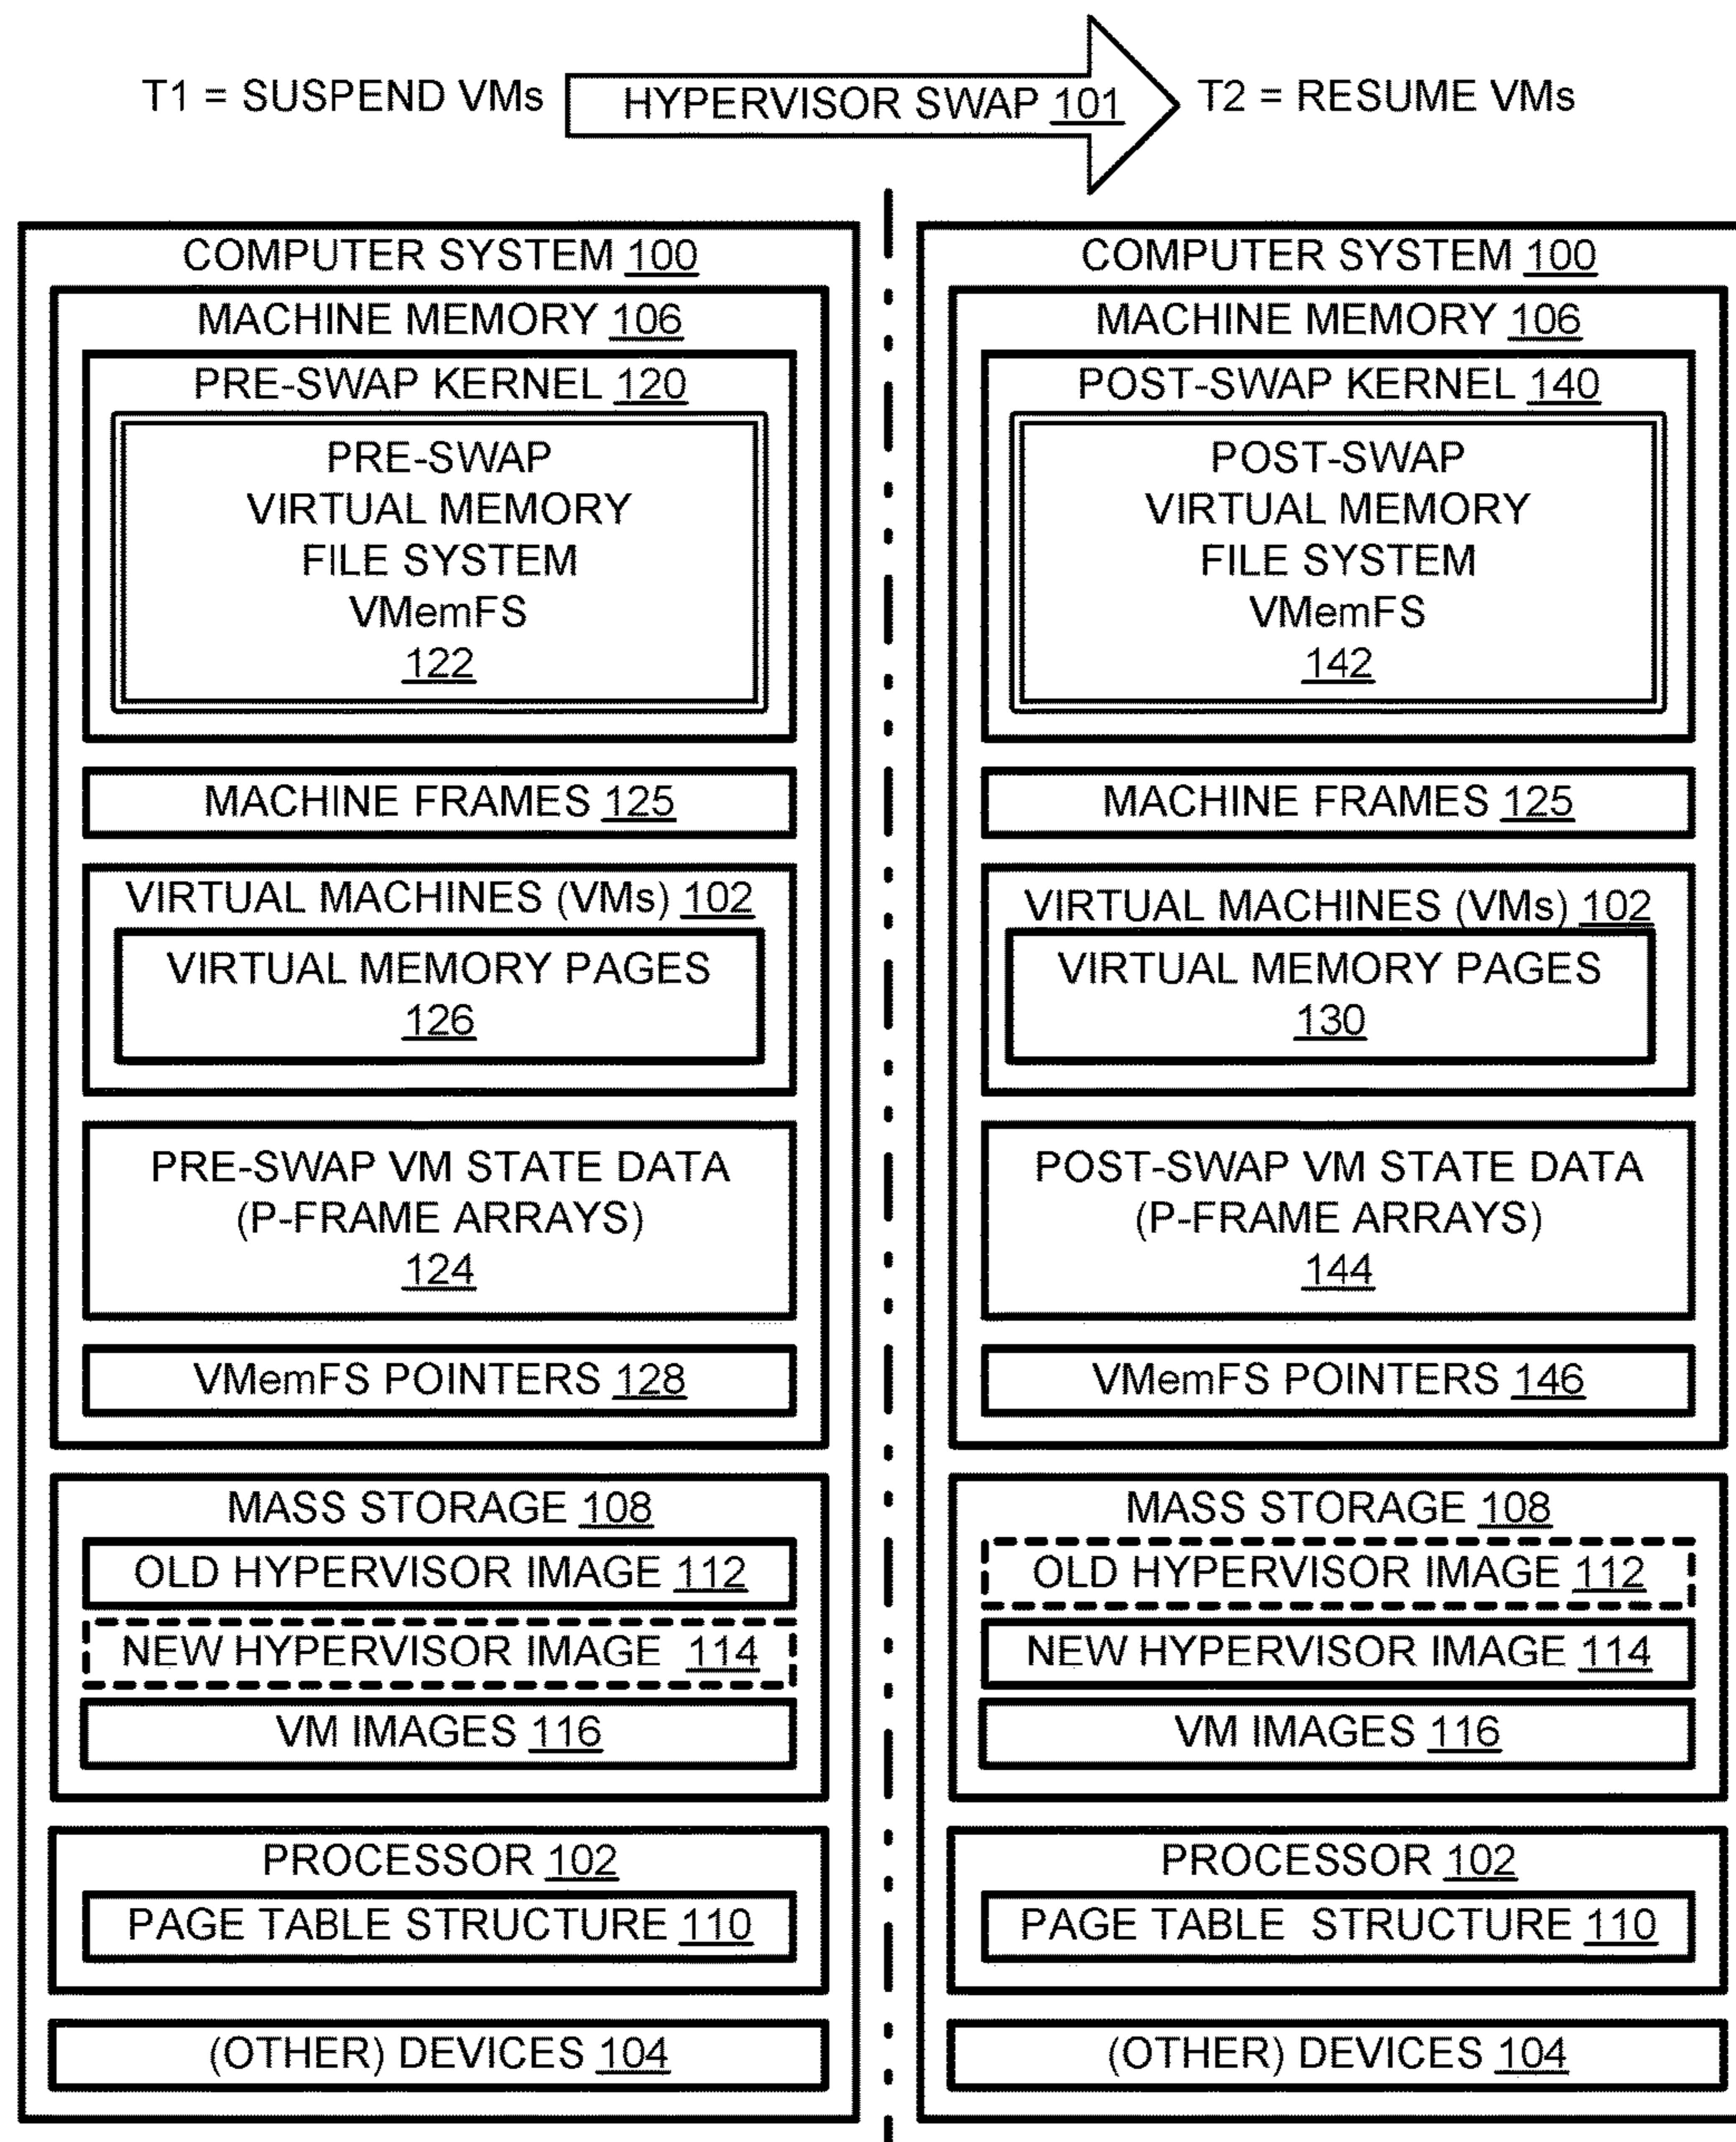 T1 = SUSPEND VMs
HYPERVISOR SWAP 101
T2 = RESUME VMs
COMPUTER SYSTEM 100
MACHINE MEMORY 106
PRE-SWAP KERNEL 120
PRE-SWAP
VIRTUAL MEMORY
FILE SYSTEM
VMemFS
122
MACHINE FRAMES 125
VIRTUAL MACHINES (VMs) 102
VIRTUAL MEMORY PAGES
126
PRE-SWAP VM STATE DATA
(P-FRAME ARRAYS)
124
VMemFS POINTERS 128
MASS STORAGE 108
OLD HYPERVISOR IMAGE 112
NEW HYPERVISOR IMAGE 114
VM IMAGES 116
PROCESSOR 102
PAGE TABLE STRUCTURE 110
(OTHER) DEVICES 104
COMPUTER SYSTEM 100
MACHINE MEMORY 106
POST-SWAP KERNEL 140
POST-SWAP
VIRTUAL MEMORY
FILE SYSTEM
VMemFS
142
MACHINE FRAMES 125
VIRTUAL MACHINES (VMs) 102
VIRTUAL MEMORY PAGES
130
POST-SWAP VM STATE DATA
(P-FRAME ARRAYS)
144
VMemFS POINTERS 146
MASS STORAGE 108
OLD HYPERVISOR IMAGE 112
NEW HYPERVISOR IMAGE 114
VM IMAGES 116
PROCESSOR 102
PAGE TABLE STRUCTURE 110
(OTHER) DEVICES 104